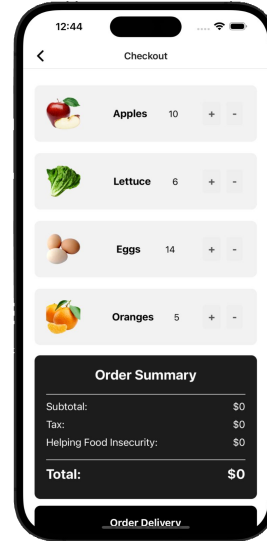 12:44
Checkout
Apples 10 + -
Lettuce 6 + -
Eggs 14 + -
Oranges 5 + -
Order Summary
Subtotal: $0
Tax: $0
Helping Food Insecurity: $0
Total: $0
Order Delivery